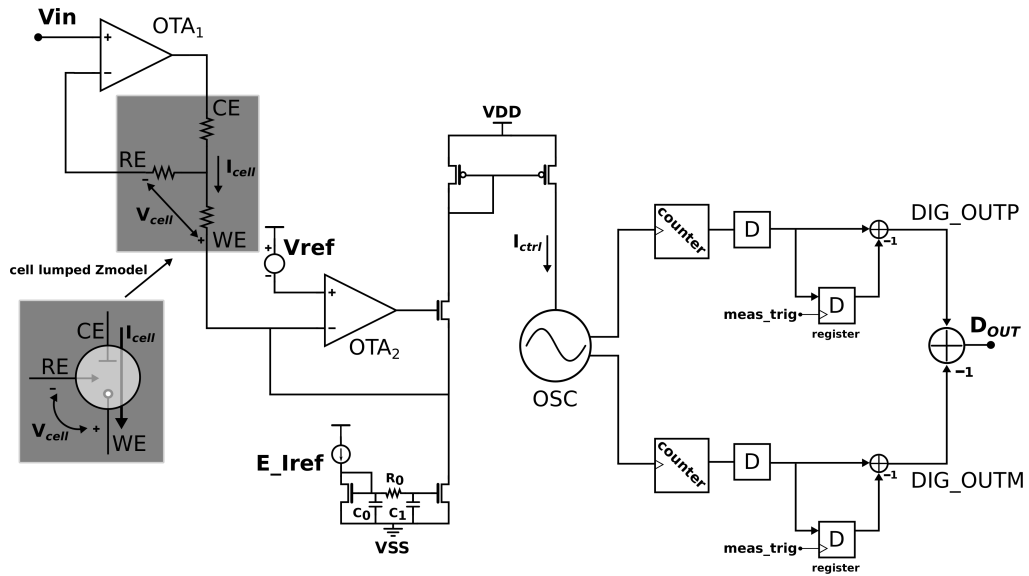 Vin
OTA1
+
−
CE
RE
Icell
−
Vcell
+
WE
cell lumped Zmodel
CE
Icell
RE
−
Vcell
+
WE
+
Vref
−
+
−
OTA2
VDD
Ictrl
OSC
E_Iref
R0
C0
C1
VSS
counter
D
−1
DIG_OUTP
D
meas_trig
register
DOUT
−1
counter
D
−1
DIG_OUTM
D
meas_trig
register